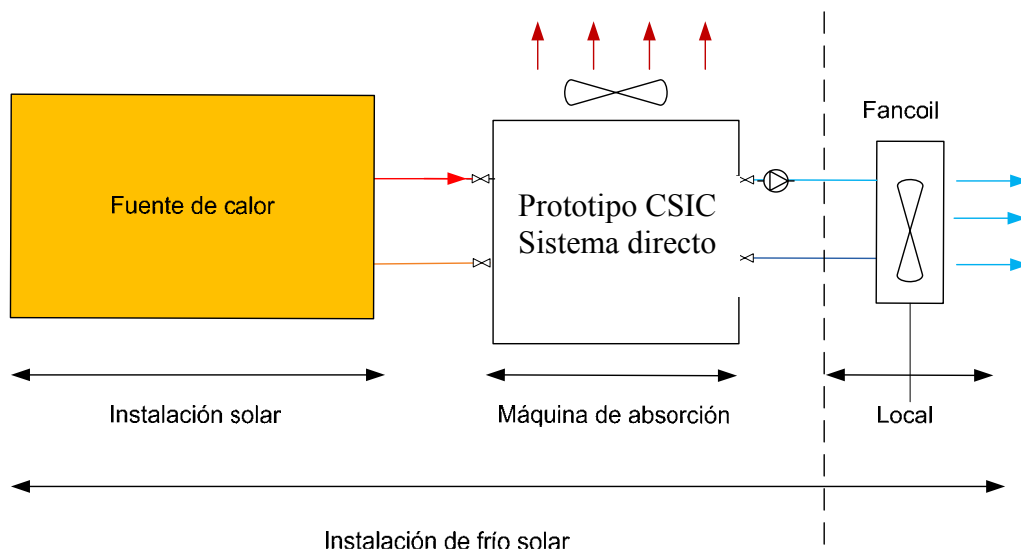 Fancoil
Fuente de calor
Prototipo CSIC
Sistema directo
Instalación solar
Máquina de absorción
Local
Instalación de frío solar